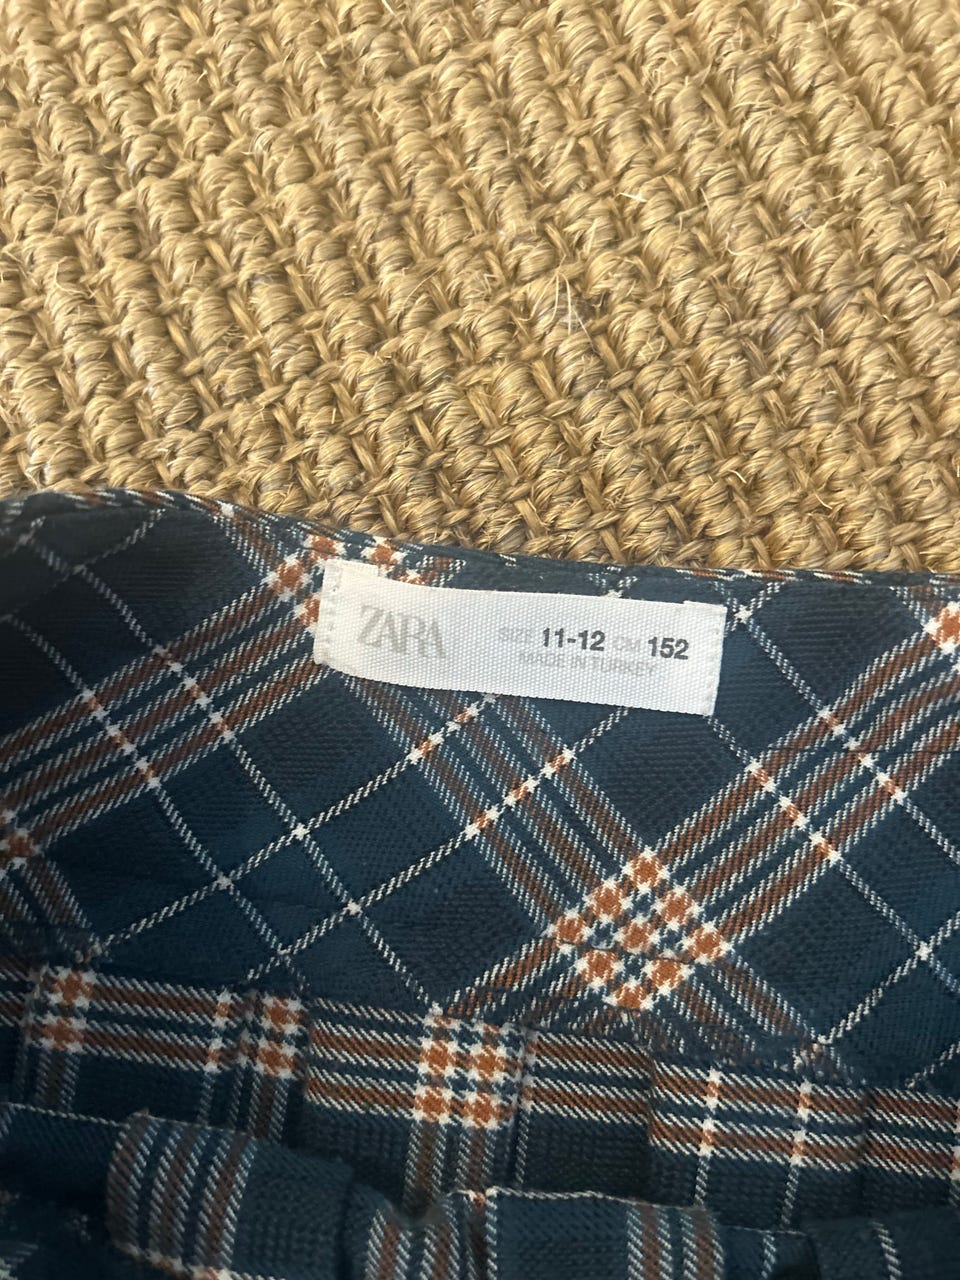 ZARA
SIZE 11-12 CM 152
MADE IN TURKEY